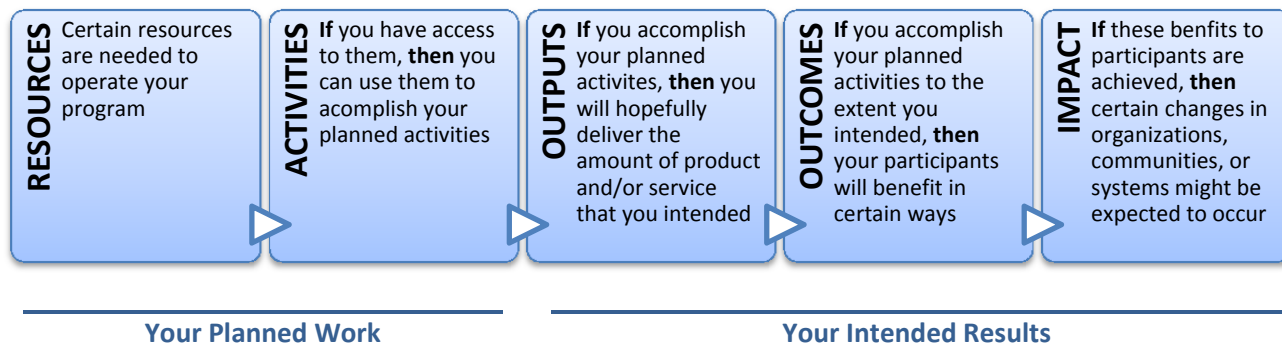 RESOURCES
Certain resources
are needed to
operate your
program
ACTIVITIES
If you have access
to them, then you
can use them to
acomplish your
planned activities
OUTPUTS
If you accomplish
your planned
activites, then you
will hopefully
deliver the
amount of product
and/or service
that you intended
OUTCOMES
If you accomplish
your planned
activities to the
extent you
intended, then
your participants
will benefit in
certain ways
IMPACT
If these benfits to
participants are
achieved, then
certain changes in
organizations,
communities, or
systems might be
expected to occur
Your Planned Work
Your Intended Results